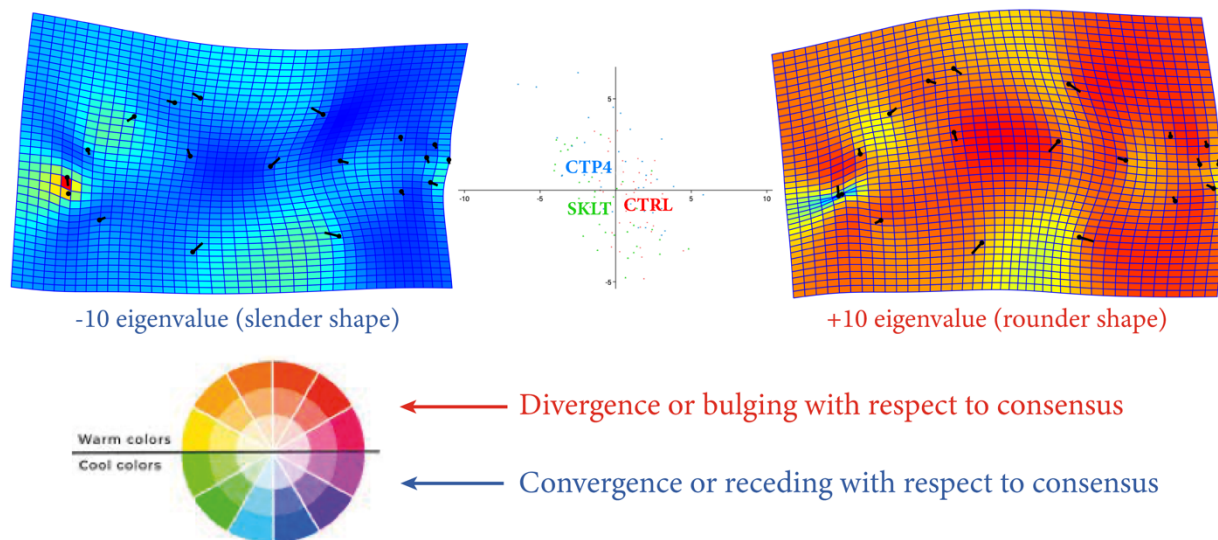 5
CTP4
-10
-5
5
10
SKLT
CTRL
-5
-10 eigenvalue (slender shape)
+10 eigenvalue (rounder shape)
Divergence or bulging with respect to consensus
Warm colors
Cool colors
Convergence or receding with respect to consensus